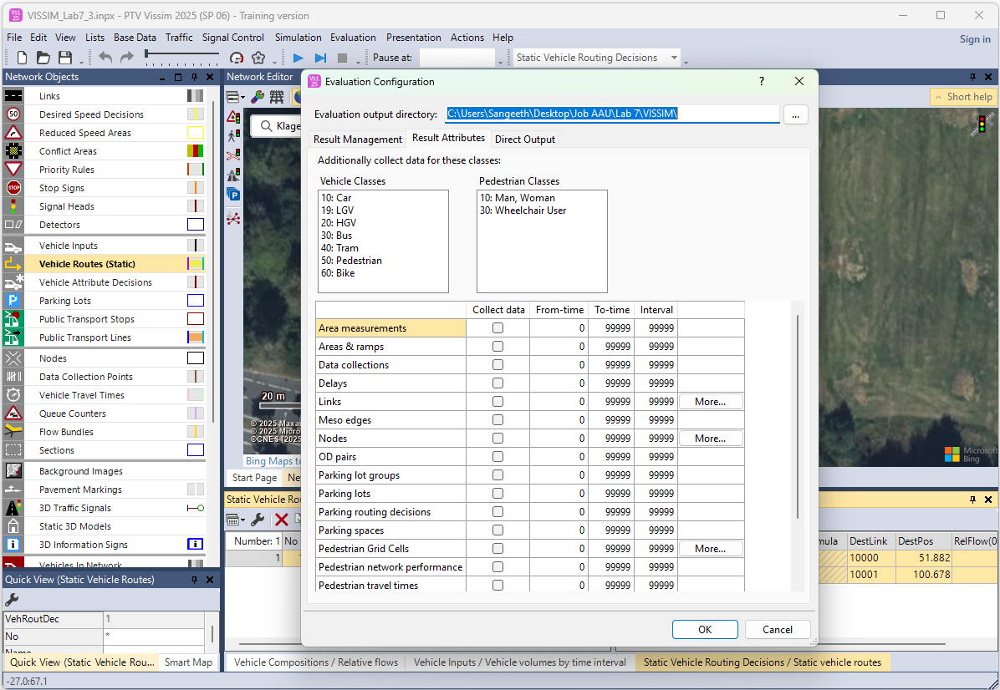 VISSIM_Lab7_3.inpx - PTV Vissim 2025 (SP 06) - Training version
File Edit View Lists Base Data Traffic Signal Control Simulation Evaluation Presentation Actions Help
Sign in
Pause at:
Static Vehicle Routing Decisions
Network Objects
Links
50
Desired Speed Decisions
Reduced Speed Areas
Conflict Areas
Priority Rules
STOP
Stop Signs
Signal Heads
Detectors
Vehicle Inputs
Vehicle Routes (Static)
Vehicle Attribute Decisions
P
Parking Lots
Public Transport Stops
Public Transport Lines
Nodes
Data Collection Points
Vehicle Travel Times
Queue Counters
Flow Bundles
Sections
Background Images
Pavement Markings
3D Traffic Signals
Static 3D Models
3D Information Signs
Vehicles In Network
Quick View (Static Vehicle Routes)
VehRoutDec 1
No *
Name
Quick View (Static Vehicle Rou...
Smart Map
-27.0:67.1
Network Editor
Short help
Klage
20 m
© 2025 Maxar
© 2025 Micro
©CNES (2025
Bing Maps te
Microsoft
Bing
Start Page
Ne
Static Vehicle Ro
Number: 1 No
1
mula DestLink DestPos RelFlow(0
10000 51.882
10001 100.678
Vehicle Compositions / Relative flows
Vehicle Inputs / Vehicle volumes by time interval
Static Vehicle Routing Decisions / Static vehicle routes
Evaluation Configuration
?
Evaluation output directory: C:\Users\Sangeeth\Desktop\Job AAU\Lab 7\VISSIM\
...
Result Management Result Attributes Direct Output
Additionally collect data for these classes:
Vehicle Classes
10: Car
19: LGV
20: HGV
30: Bus
40: Tram
50: Pedestrian
60: Bike
Pedestrian Classes
10: Man, Woman
30: Wheelchair User
Collect data From-time To-time Interval
Area measurements 0 99999 99999
Areas & ramps 0 99999 99999
Data collections 0 99999 99999
Delays 0 99999 99999
Links 0 99999 99999 More...
Meso edges 0 99999 99999
Nodes 0 99999 99999 More...
OD pairs 0 99999 99999
Parking lot groups 0 99999 99999
Parking lots 0 99999 99999
Parking routing decisions 0 99999 99999
Parking spaces 0 99999 99999
Pedestrian Grid Cells 0 99999 99999 More...
Pedestrian network performance 0 99999 99999
Pedestrian travel times 0 99999 99999
OK
Cancel